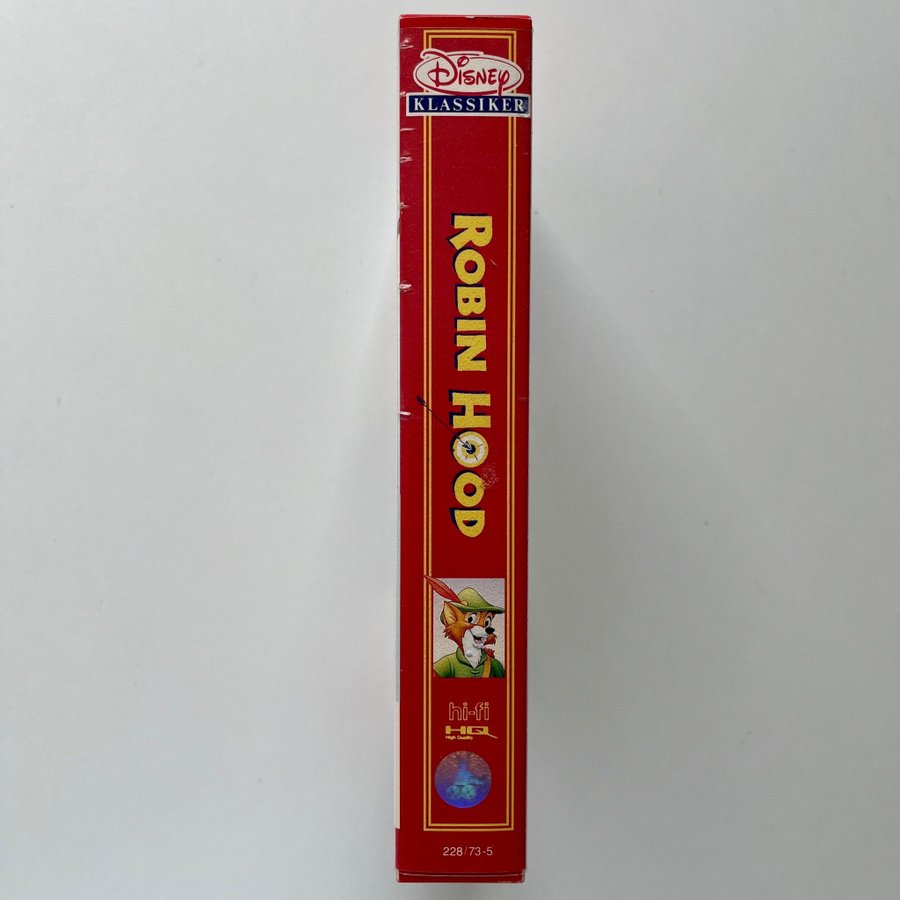 Disney
KLASSIKER
ROBIN HOOD
hi-fi
HQ
High Quality
228/73-5